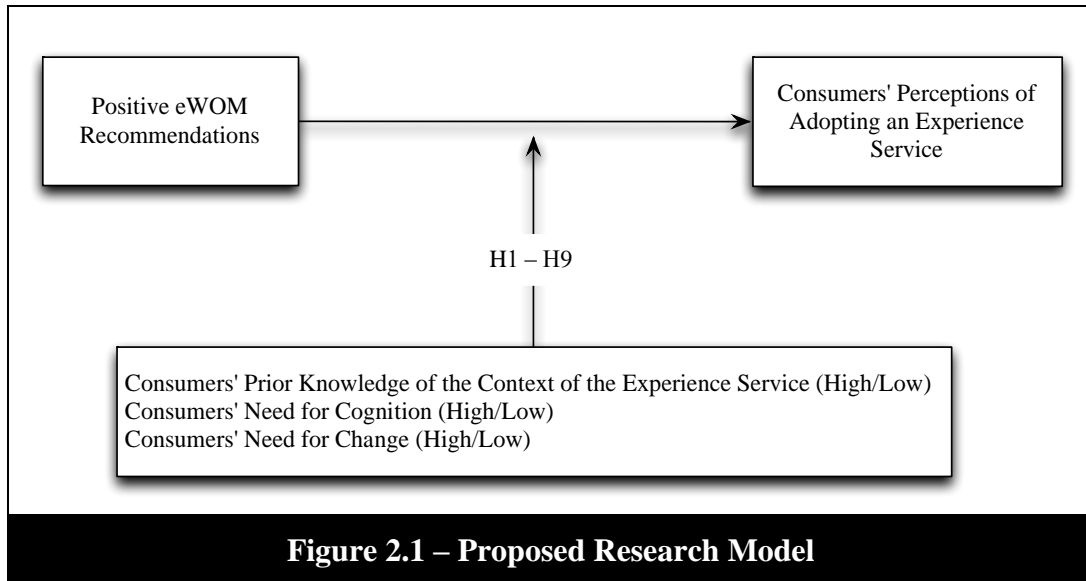 Positive eWOM
Recommendations
Consumers' Perceptions of
Adopting an Experience
Service
H1 – H9
Consumers' Prior Knowledge of the Context of the Experience Service (High/Low)
Consumers' Need for Cognition (High/Low)
Consumers' Need for Change (High/Low)
Figure 2.1 – Proposed Research Model